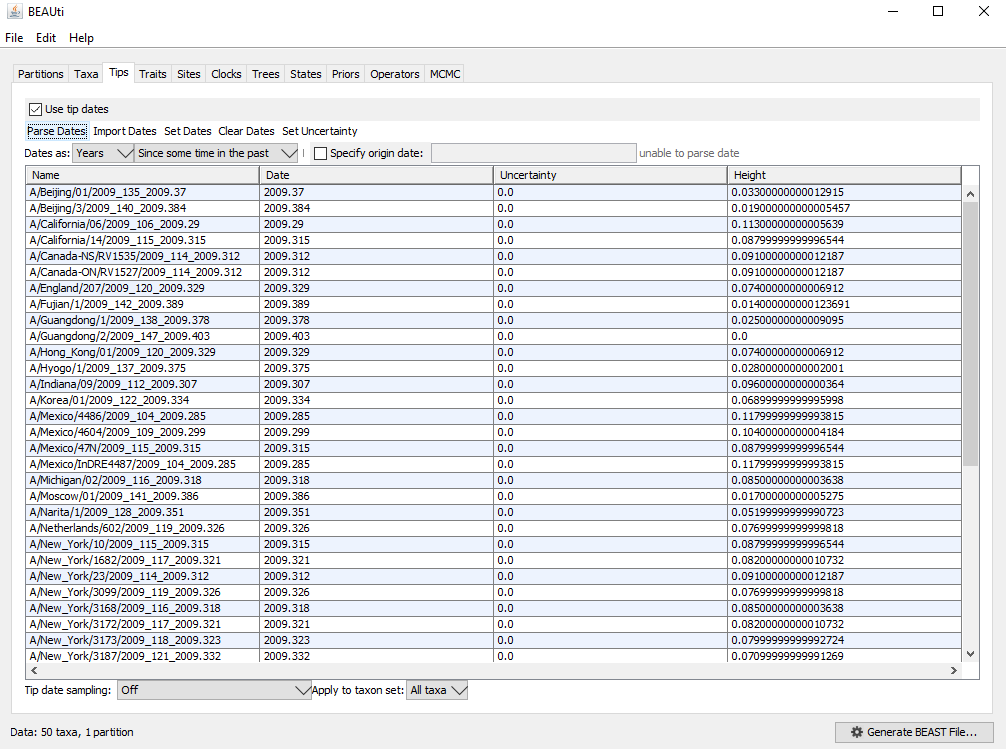 BEAUti
File Edit Help
Partitions Taxa Tips Traits Sites Clocks Trees States Priors Operators MCMC
Use tip dates
Parse Dates Import Dates Set Dates Clear Dates Set Uncertainty
Dates as: Years Since some time in the past Specify origin date: unable to parse date
Name Date Uncertainty Height
A/Beijing/01/2009_135_2009.37 2009.37 0.0 0.03300000000012915
A/Beijing/3/2009_140_2009.384 2009.384 0.0 0.019000000000005457
A/California/06/2009_106_2009.29 2009.29 0.0 0.11300000000005639
A/California/14/2009_115_2009.315 2009.315 0.0 0.08799999999996544
A/Canada-NS/RV1535/2009_114_2009.312 2009.312 0.0 0.09100000000012187
A/Canada-ON/RV1527/2009_114_2009.312 2009.312 0.0 0.09100000000012187
A/England/207/2009_120_2009.329 2009.329 0.0 0.07400000000006912
A/Fujian/1/2009_142_2009.389 2009.389 0.0 0.014000000000123691
A/Guangdong/1/2009_138_2009.378 2009.378 0.0 0.02500000000009095
A/Guangdong/2/2009_147_2009.403 2009.403 0.0 0.0
A/Hong_Kong/01/2009_120_2009.329 2009.329 0.0 0.07400000000006912
A/Hyogo/1/2009_137_2009.375 2009.375 0.0 0.02800000000002001
A/Indiana/09/2009_112_2009.307 2009.307 0.0 0.09600000000000364
A/Korea/01/2009_122_2009.334 2009.334 0.0 0.06899999999995998
A/Mexico/4486/2009_104_2009.285 2009.285 0.0 0.11799999999993815
A/Mexico/4604/2009_109_2009.299 2009.299 0.0 0.10400000000004184
A/Mexico/47N/2009_115_2009.315 2009.315 0.0 0.08799999999996544
A/Mexico/InDRE4487/2009_104_2009.285 2009.285 0.0 0.11799999999993815
A/Michigan/02/2009_116_2009.318 2009.318 0.0 0.08500000000003638
A/Moscow/01/2009_141_2009.386 2009.386 0.0 0.01700000000005275
A/Narita/1/2009_128_2009.351 2009.351 0.0 0.05199999999990723
A/Netherlands/602/2009_119_2009.326 2009.326 0.0 0.07699999999999818
A/New_York/10/2009_115_2009.315 2009.315 0.0 0.08799999999996544
A/New_York/1682/2009_117_2009.321 2009.321 0.0 0.08200000000010732
A/New_York/23/2009_114_2009.312 2009.312 0.0 0.09100000000012187
A/New_York/3099/2009_119_2009.326 2009.326 0.0 0.07699999999999818
A/New_York/3168/2009_116_2009.318 2009.318 0.0 0.08500000000003638
A/New_York/3172/2009_117_2009.321 2009.321 0.0 0.08200000000010732
A/New_York/3173/2009_118_2009.323 2009.323 0.0 0.07999999999992724
A/New_York/3187/2009_121_2009.332 2009.332 0.0 0.07099999999991269
Tip date sampling: Off Apply to taxon set: All taxa
Data: 50 taxa, 1 partition Generate BEAST File...